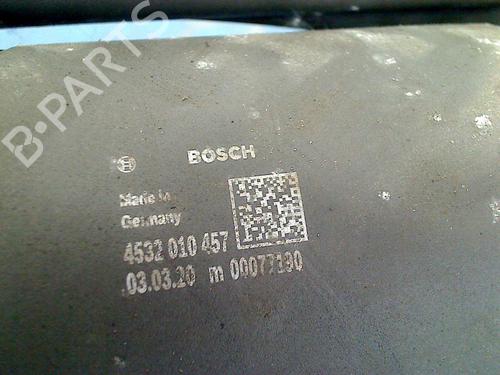 B-PARTS
BOSCH
Made in
Germany
4532 010 457
.03.03.20 m 00077190